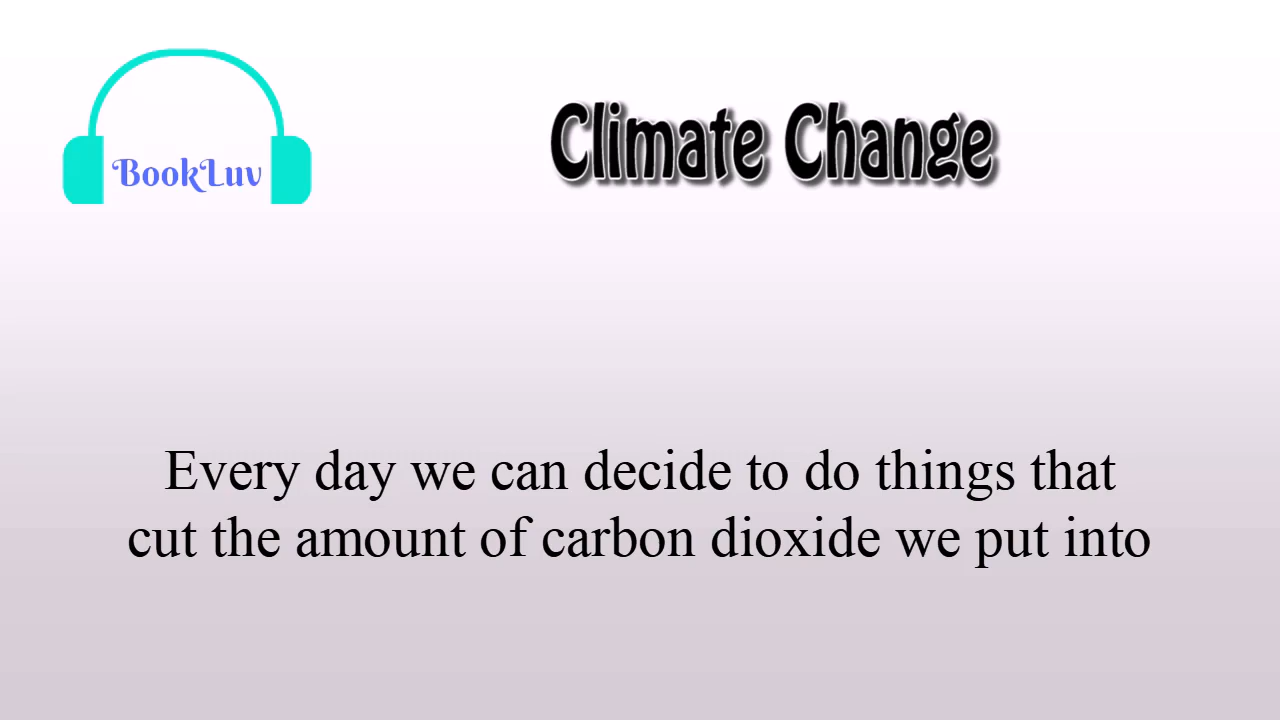 BookLuv
Climate Change
Every day we can decide to do things that
cut the amount of carbon dioxide we put into